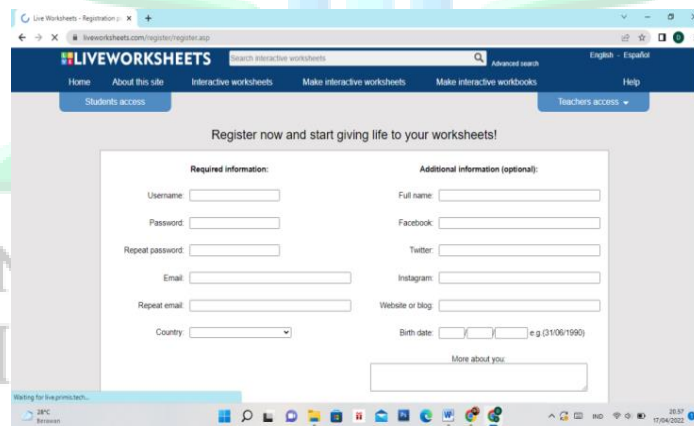 Live Worksheets - Registration p
liveworksheets.com/register/register.asp
LIVEWORKSHEETS
Search interactive worksheets
Advanced search
English - Español
Home About this site Interactive worksheets Make interactive worksheets Make interactive workbooks Help
Students access
Teachers access
Register now and start giving life to your worksheets!
Required information:
Additional information (optional):
Username:
Full name:
Password:
Facebook:
Repeat password:
Twitter:
Email:
Instagram:
Repeat email:
Website or blog:
Country:
Birth date: / / e.g.(31/06/1990)
More about you:
Waiting for live.primis.tech...
28°C
Berawan
IND
20.57
17/04/2022